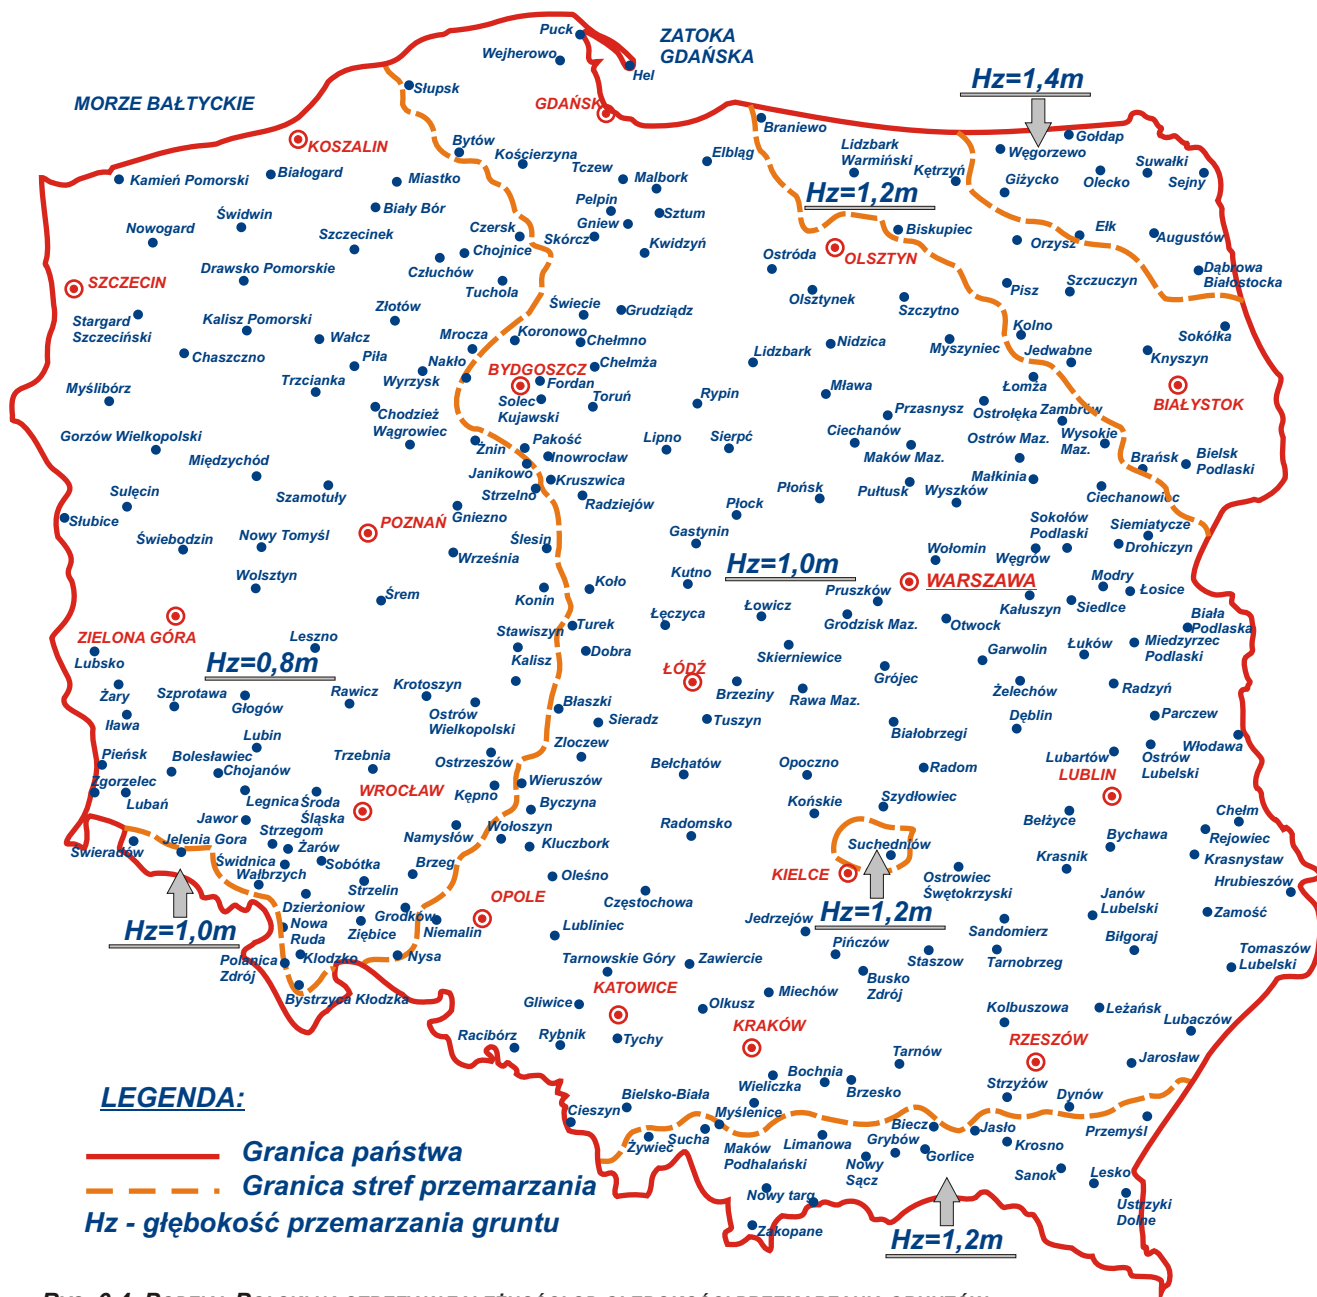 Puck
ZATOKA
GDAŃSKA
Wejherowo
Hel
Hz=1,4m
Słupsk
MORZE BAŁTYCKIE
GDAŃSK
Braniewo
Gołdap
KOSZALIN
Bytów
Kościerzyna
Elbląg
Lidzbark
Warmiński
Węgorzewo
Suwałki
Kamień Pomorski
Białogard
Miastko
Tczew
Malbork
Kętrzyn
Giżycko
Olecko
Sejny
Hz=1,2m
Biały Bór
Pelpin
Sztum
Świdwin
Nowogard
Szczecinek
Czersk
Skórcz
Gniew
Kwidzyń
Biskupiec
Orzysz
Ełk
Augustów
Chojnice
Człuchów
Ostróda
OLSZTYN
Drawsko Pomorskie
Dąbrowa
Białostocka
SZCZECIN
Tuchola
Olsztynek
Szczytno
Pisz
Szczuczyn
Stargard
Szczeciński
Kalisz Pomorski
Złotów
Świecie
Grudziądz
Wałcz
Mrocza
Koronowo
Chełmno
Nidzica
Myszyniec
Kolno
Sokółka
Chaszczno
Piła
Nakło
Lidzbark
Jedwabne
Knyszyn
Trzcianka
Wyrzysk
BYDGOSZCZ
Chełmża
Fordan
Myślibórz
Solec
Kujawski
Toruń
Rypin
Mława
Przasnysz
Ostrołęka
Łomża
Zambrów
BIAŁYSTOK
Chodzież
Wągrowiec
Gorzów Wielkopolski
Żnin
Pakość
Inowrocław
Lipno
Sierpć
Ciechanów
Maków Maz.
Ostrów Maz.
Wysokie
Maz.
Brańsk
Bielsk
Podlaski
Międzychód
Janikowo
Kruszwica
Sulęcin
Szamotuły
Strzelno
Radziejów
Płońsk
Pułtusk
Wyszków
Małkinia
Ciechanowiec
Słubice
POZNAŃ
Gniezno
Płock
Sokołów
Podlaski
Siemiatycze
Świebodzin
Nowy Tomyśl
Ślesin
Gastynin
Września
Wołomin
Węgrów
Drohiczyn
Hz=1,0m
Wolsztyn
Śrem
Konin
Koło
Kutno
Pruszków
WARSZAWA
Modry
Łosice
Kałuszyn
Siedlce
ZIELONA GÓRA
Leszno
Stawiszyn
Turek
Łęczyca
Łowicz
Grodzisk Maz.
Otwock
Biała
Podlaska
Lubsko
Hz=0,8m
Kalisz
Dobra
Skierniewice
Garwolin
Łuków
Miedzyrzec
Podlaski
Żary
Szprotawa
Głogów
Rawicz
Krotoszyn
ŁÓDŹ
Brzeziny
Rawa Maz.
Grójec
Żelechów
Radzyń
Iława
Ostrów
Wielkopolski
Błaszki
Sieradz
Tuszyn
Białobrzegi
Dęblin
Parczew
Lubin
Pieńsk
Bolesławiec
Chojanów
Trzebnia
Ostrzeszów
Zloczew
Bełchatów
Opoczno
Radom
Lubartów
Ostrów
Lubelski
Włodawa
Zgorzelec
Lubań
Legnica
Środa
Śląska
WROCŁAW
Kępno
Wieruszów
LUBLIN
Jawor
Byczyna
Końskie
Szydłowiec
Strzegom
Namysłów
Wołoszyn
Radomsko
Bełżyce
Bychawa
Chełm
Rejowiec
Świeradów
Jelenia Gora
Żarów
Kluczbork
Suchedniów
Świdnica
Sobótka
Brzeg
Krasnik
Krasnystaw
Wałbrzych
Strzelin
Oleśno
KIELCE
Ostrowiec
Śwętokrzyski
Hrubieszów
Dzierżoniow
Grodków
OPOLE
Częstochowa
Hz=1,2m
Janów
Lubelski
Zamość
Hz=1,0m
Nowa
Ruda
Ziębice
Niemalin
Lubliniec
Jedrzejów
Sandomierz
Biłgoraj
Polanica
Zdrój
Klodzko
Nysa
Tarnowskie Góry
Zawiercie
Pińczów
Staszow
Tarnobrzeg
Tomaszów
Lubelski
Busko
Zdrój
Bystrzyca Kłodzka
Gliwice
KATOWICE
Olkusz
Miechów
Kolbuszowa
Leżańsk
Racibórz
Rybnik
Tychy
KRAKÓW
Tarnów
RZESZÓW
Lubaczów
Jarosław
Wieliczka
Bochnia
Brzesko
Strzyżów
Dynów
LEGENDA:
Cieszyn
Bielsko-Biała
Myślenice
Biecz
Przemyśl
Granica państwa
Żywiec
Sucha
Maków
Podhalański
Limanowa
Grybów
Gorlice
Jasło
Krosno
Granica stref przemarzania
Nowy
Sącz
Sanok
Lesko
Nowy targ
Ustrzyki
Dolne
Hz - głębokość przemarzania gruntu
Zakopane
Hz=1,2m